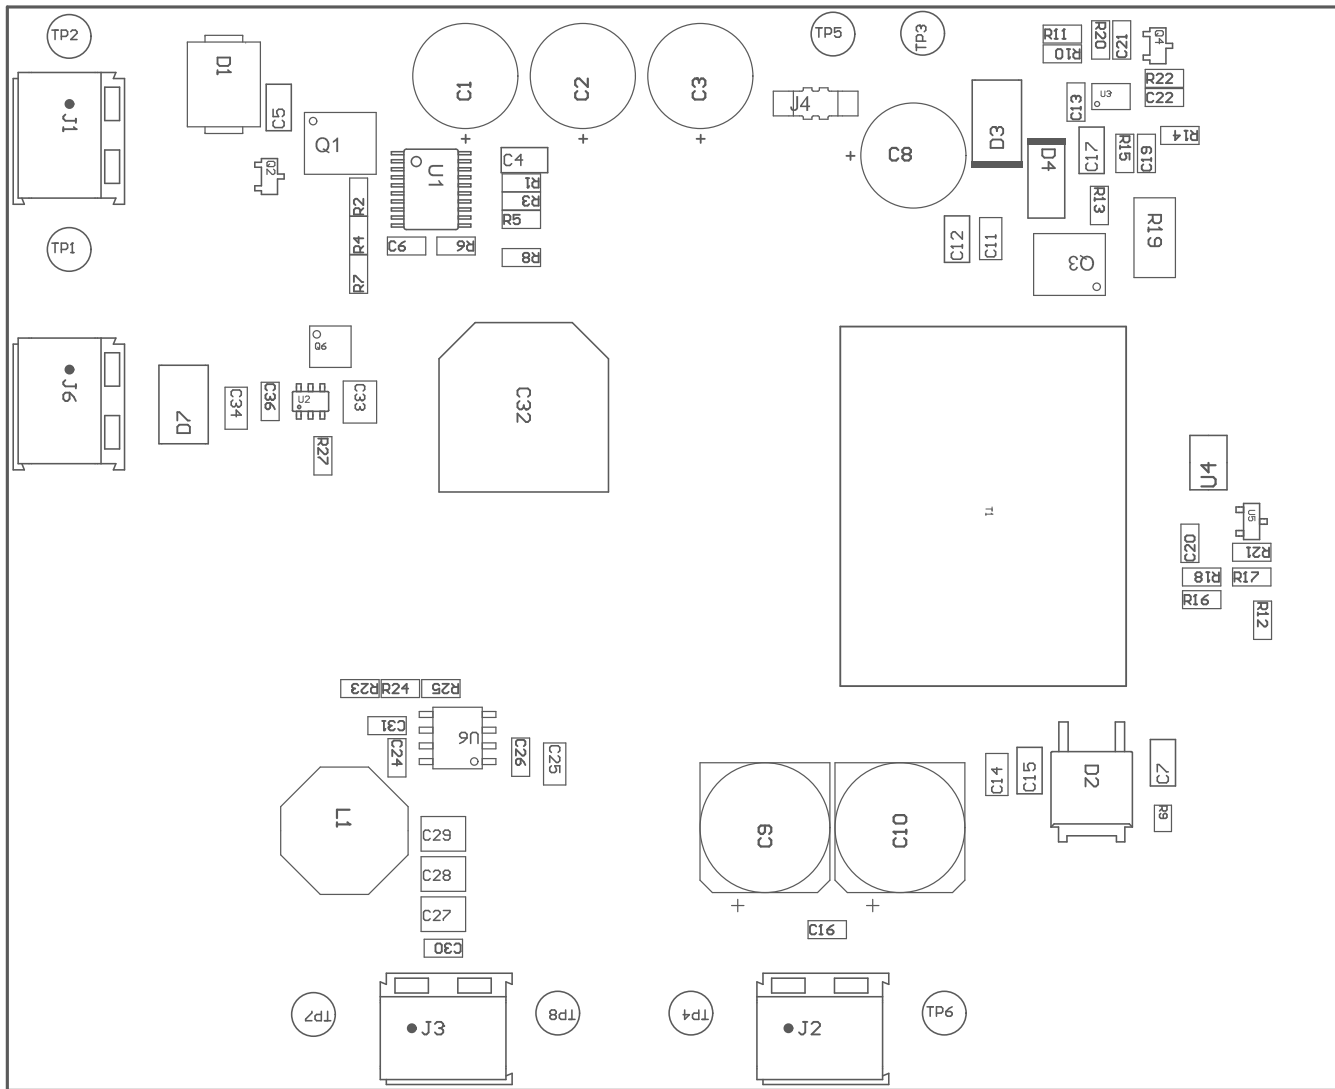 TP2
TP5
TP3
R11
R10
R20
C21
Q4
D1
C1
C2
C3
J1
C5
J4
C13
U3
R22
C22
Q1
C8
D3
D4
C17
R15
C19
R14
Q2
U1
C4
R1
R3
R5
R2
R4
R7
C6
R6
R8
R13
R19
C12
C11
Q3
TP1
J6
Q6
D7
C34
C36
U2
C33
R27
C32
T1
U4
U5
C20
R21
R18
R17
R16
R12
R23
R24
R25
C31
C24
U6
C26
C25
L1
C29
C28
C27
C30
C9
C10
C16
C14
C15
D2
C7
R9
TP7
J3
TP8
TP4
J2
TP6
+
+
+
+
+
+